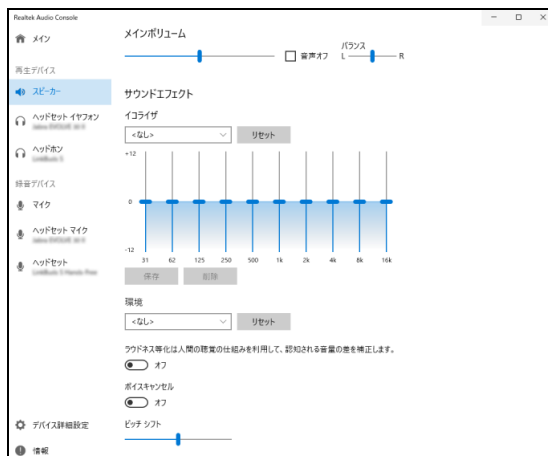 Realtek Audio Console
メイン
再生デバイス
スピーカー
ヘッドセット イヤフォン
ヘッドホン
録音デバイス
マイク
ヘッドセット マイク
ヘッドセット
デバイス詳細設定
情報
メインボリューム
音声オフ
バランス
L
R
サウンドエフェクト
イコライザ
<なし>
リセット
+12
0
-12
31 62 125 250 500 1k 2k 4k 8k 16k
保存 削除
環境
<なし>
リセット
ラウドネス等化は人間の聴覚の仕組みを利用して、認知される音量の差を補正します。
オフ
ボイスキャンセル
オフ
ピッチ シフト